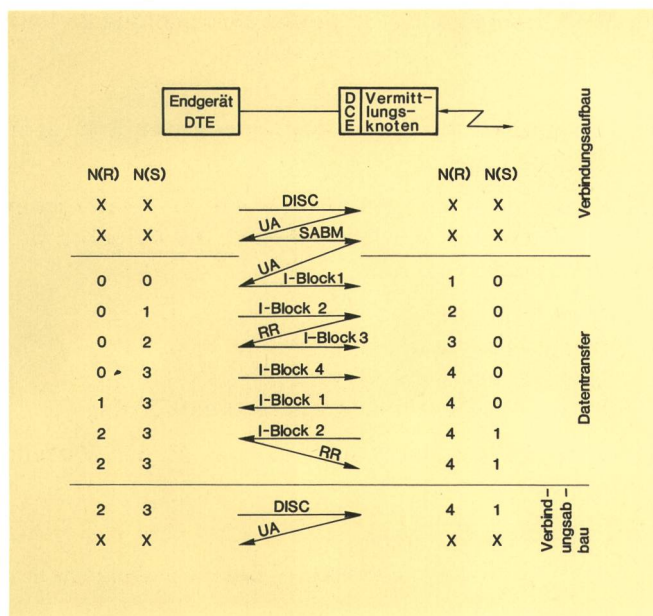 Endgerät
DTE
D
C
E
Vermitt-
lungs-
knoten
Verbindungsaufbau
N(R) N(S) N(R) N(S)
X X DISC X X
X X UA SABM X X
UA
0 0 I-Block1 1 0
0 1 I-Block 2 2 0
RR
0 2 I-Block 3 3 0
0 3 I-Block 4 4 0
1 3 I-Block 1 4 0
2 3 I-Block 2 4 1
2 3 RR 4 1
Datentransfer
2 3 DISC 4 1
X X UA X X
Verbind-
ungsab-
bau